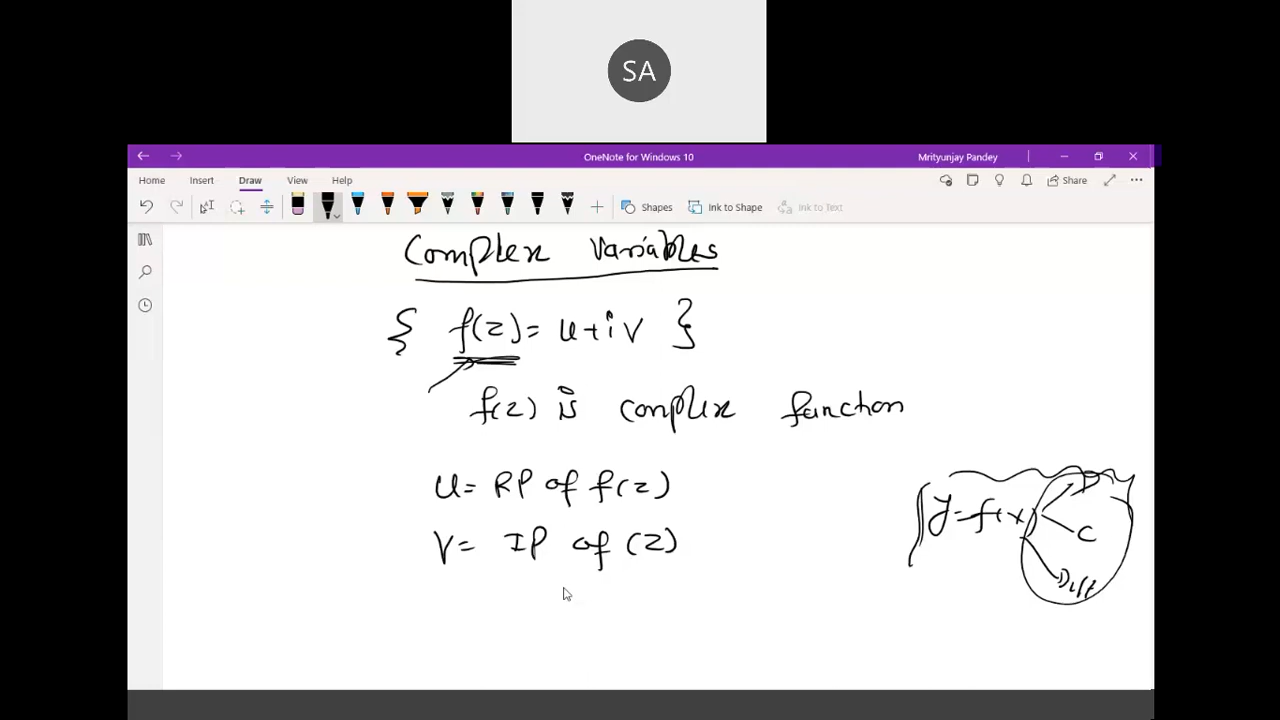 SA
OneNote for Windows 10
Mrityunjay Pandey
Home Insert Draw View Help
Share
Shapes Ink to Shape Ink to Text
Complex Variables
{ f(z) = u+iv }
f(z) is complex function
u = RP of f(z)
v = IP of (z)
y = f(x)
D
C
Diff